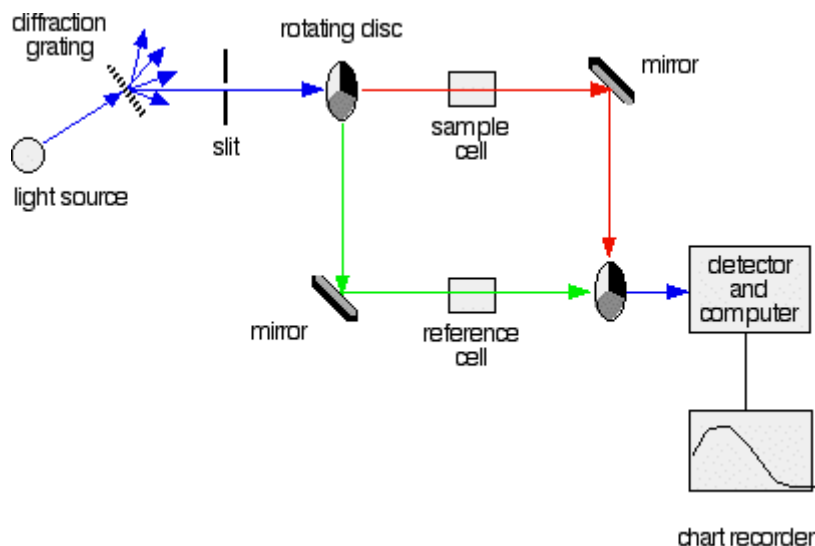 diffraction
grating
rotating disc
mirror
slit
sample
cell
light source
detector
and
computer
mirror
reference
cell
chart recorder